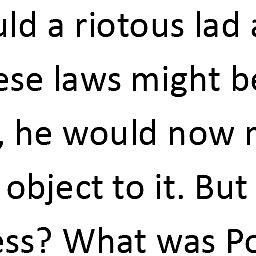 uld a riotous lad a
ese laws might be
, he would now r
object to it. But
ess? What was Po